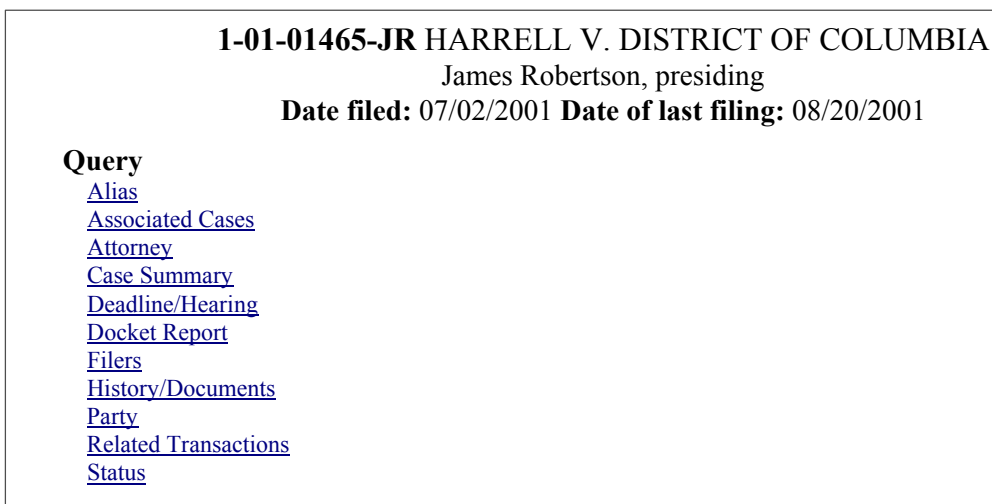 1-01-01465-JR HARRELL V. DISTRICT OF COLUMBIA
James Robertson, presiding
Date filed: 07/02/2001 Date of last filing: 08/20/2001
Query
Alias
Associated Cases
Attorney
Case Summary
Deadline/Hearing
Docket Report
Filers
History/Documents
Party
Related Transactions
Status